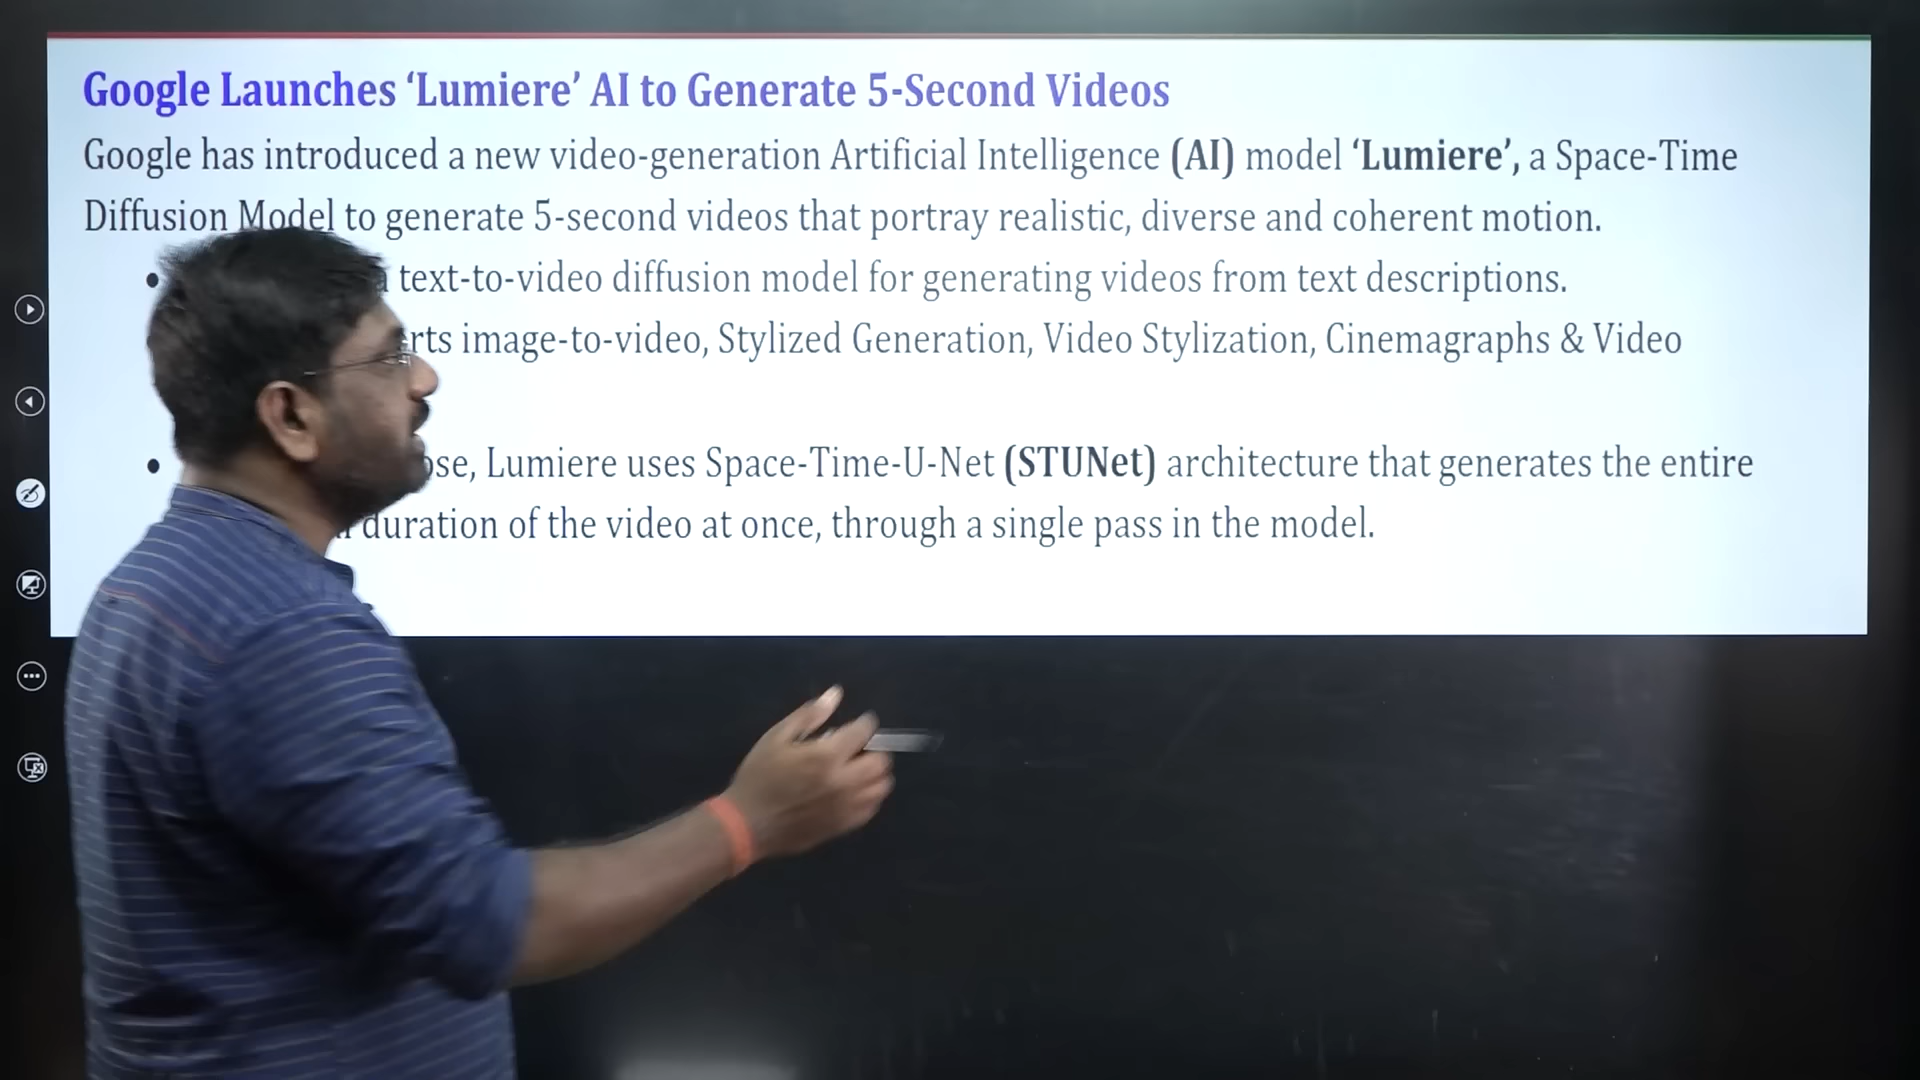 Google Launches ‘Lumiere’ AI to Generate 5-Second Videos
Google has introduced a new video-generation Artificial Intelligence (AI) model ‘Lumiere’, a Space-Time
Diffusion Model to generate 5-second videos that portray realistic, diverse and coherent motion.
• a text-to-video diffusion model for generating videos from text descriptions.
image-to-video, Stylized Generation, Video Stylization, Cinemagraphs & Video
• Lumiere uses Space-Time-U-Net (STUNet) architecture that generates the entire
duration of the video at once, through a single pass in the model.